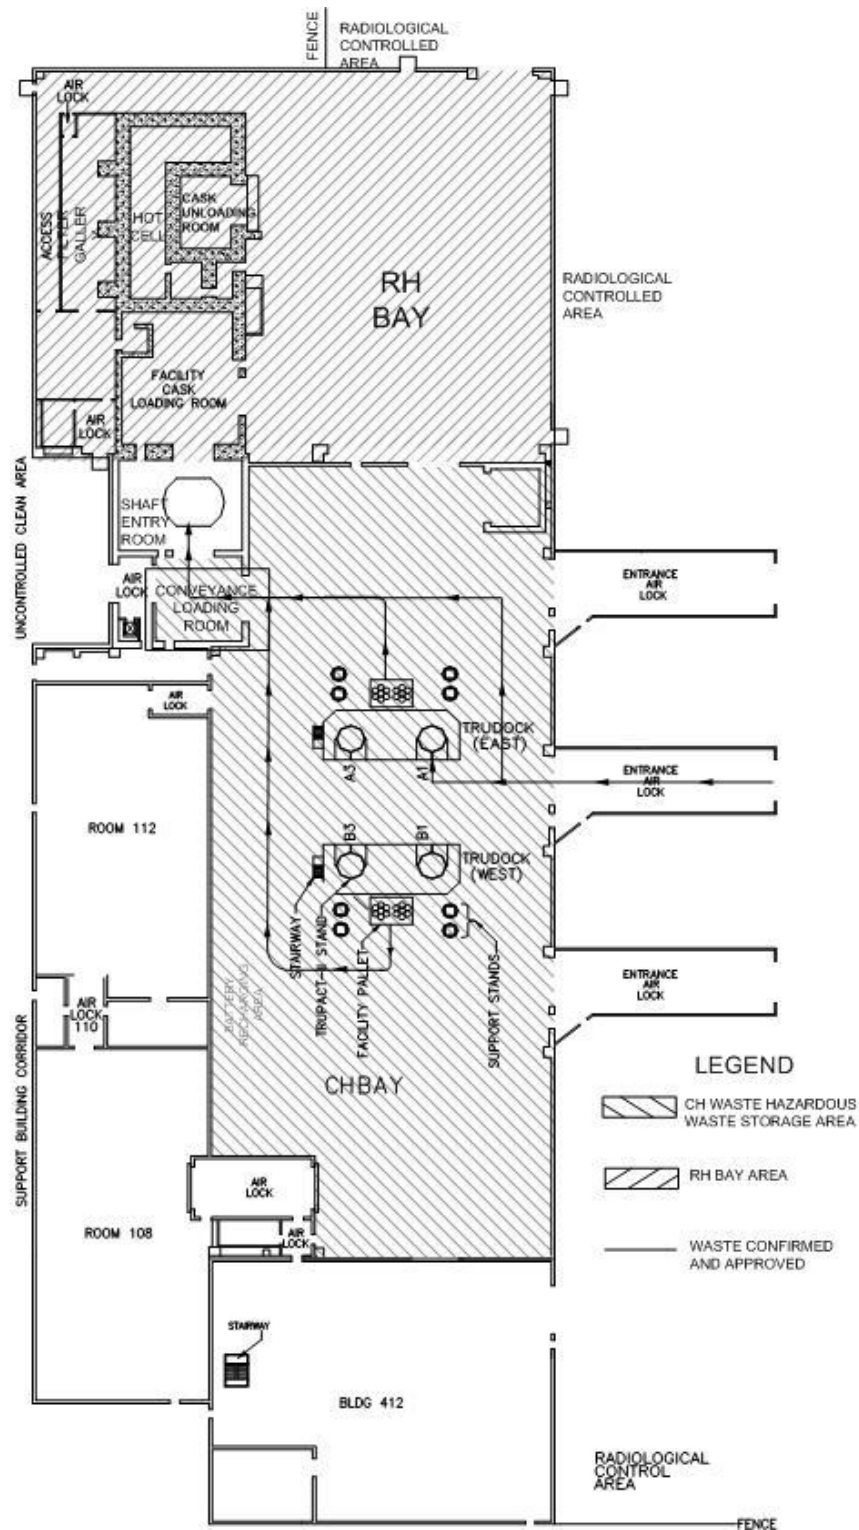 FENCE
RADIOLOGICAL
CONTROLLED
AREA
AIR
LOCK
ACCESS
FILTER
GALLER
Y
HOT
CELL
CASK
UNLOADING
ROOM
RH
BAY
RADIOLOGICAL
CONTROLLED
AREA
FACILITY
CASK
LOADING ROOM
AIR
LOCK
UNCONTROLLED CLEAN AREA
SHAFT
ENTRY
ROOM
AIR
LOCK
CONVEYANCE
LOADING
ROOM
ENTRANCE
AIR
LOCK
AIR
LOCK
TRUDOCK
(EAST)
A3
A1
ENTRANCE
AIR
LOCK
ROOM 112
B3
B1
TRUDOCK
(WEST)
STAIRWAY
TRUPACT-II STAND
FACILITY PALLET
SUPPORT STANDS
BATTERY
RECHARGING
AREA
ENTRANCE
AIR
LOCK
AIR
LOCK
110
SUPPORT BUILDING CORRIDOR
CHBAY
LEGEND
CH WASTE HAZARDOUS
WASTE STORAGE AREA
RH BAY AREA
WASTE CONFIRMED
AND APPROVED
AIR
LOCK
ROOM 108
AIR
LOCK
STAIRWAY
BLDG 412
RADIOLOGICAL
CONTROL
AREA
FENCE